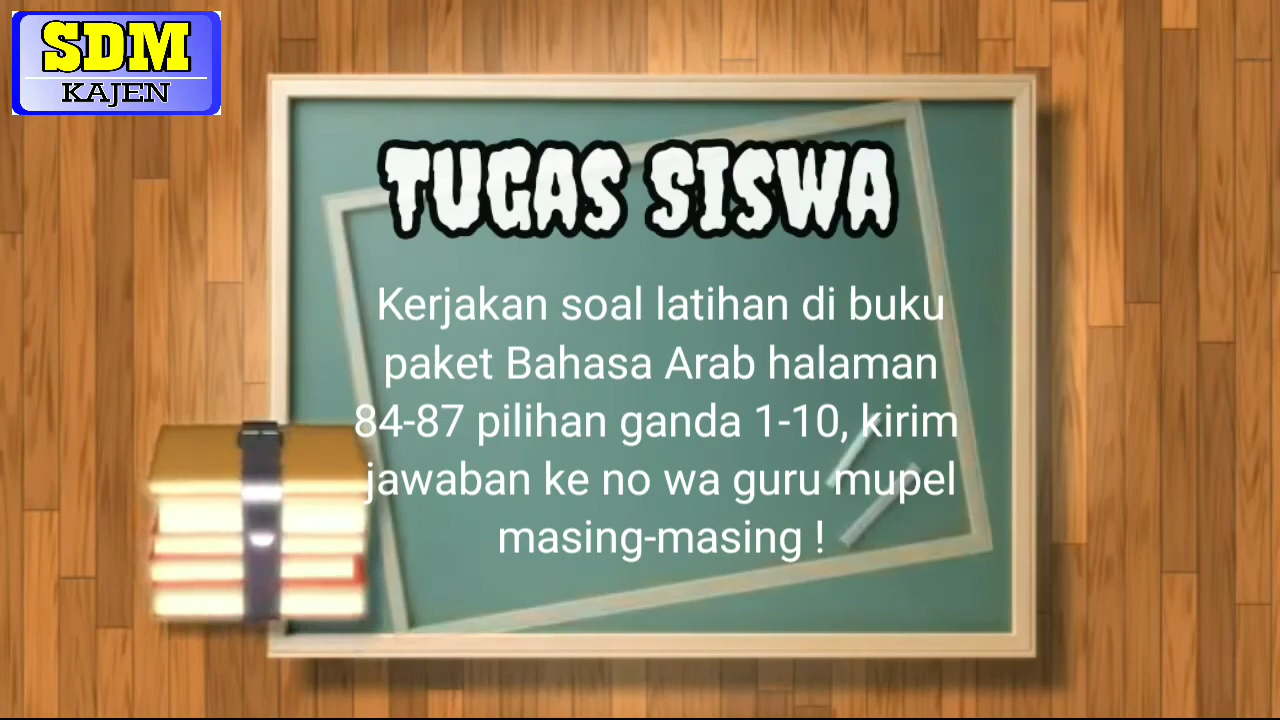 SDM
KAJEN
TUGAS SISWA
Kerjakan soal latihan di buku
paket Bahasa Arab halaman
84-87 pilihan ganda 1-10, kirim
jawaban ke no wa guru mupel
masing-masing !